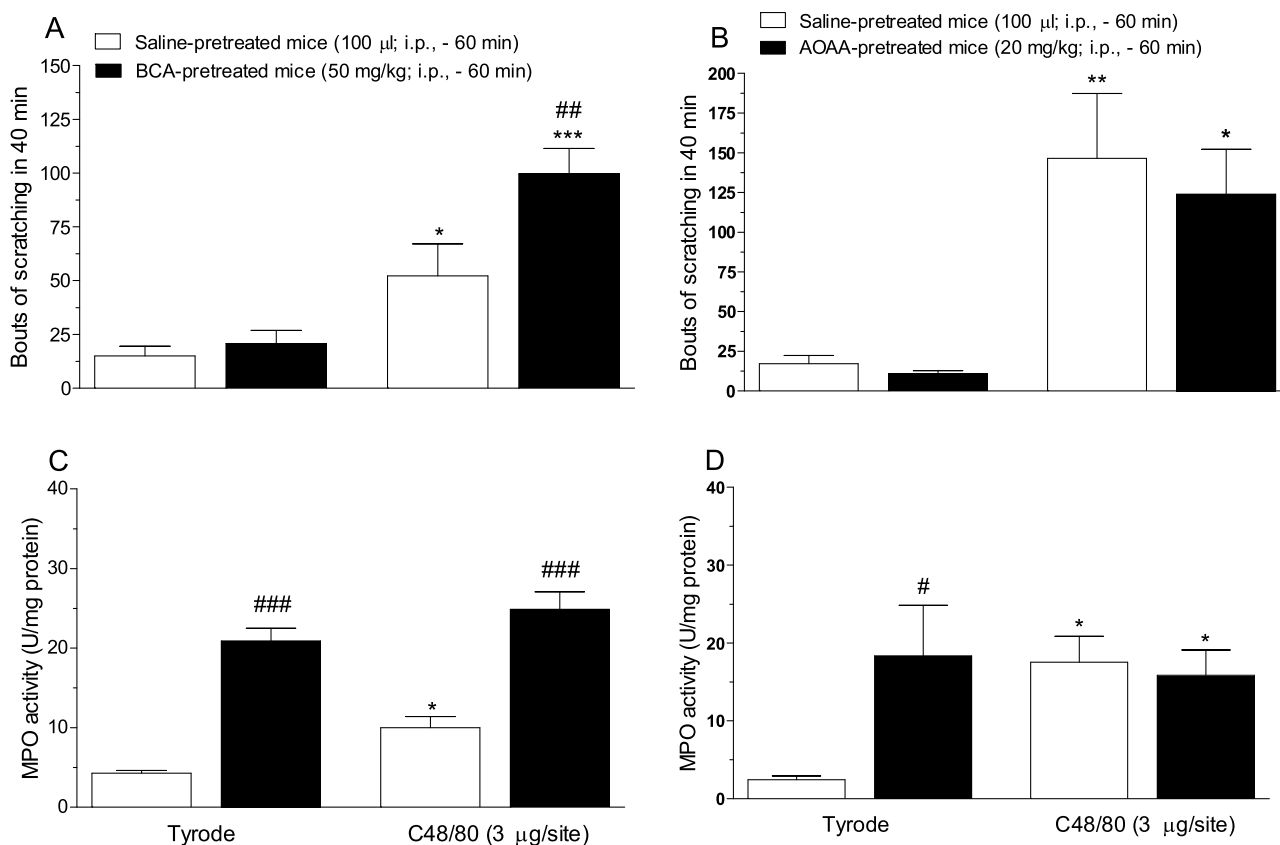 A
Saline-pretreated mice (100 µl; i.p., - 60 min)
BCA-pretreated mice (50 mg/kg; i.p., - 60 min)
Bouts of scratching in 40 min
150
125
100
75
50
25
0
*
##
***
B
Saline-pretreated mice (100 µl; i.p., - 60 min)
AOAA-pretreated mice (20 mg/kg; i.p., - 60 min)
Bouts of scratching in 40 min
200
175
150
125
100
75
50
25
0
**
*
C
MPO activity (U/mg protein)
40
30
20
10
0
###
*
###
Tyrode
C48/80 (3 µg/site)
D
MPO activity (U/mg protein)
40
30
20
10
0
#
*
*
Tyrode
C48/80 (3 µg/site)